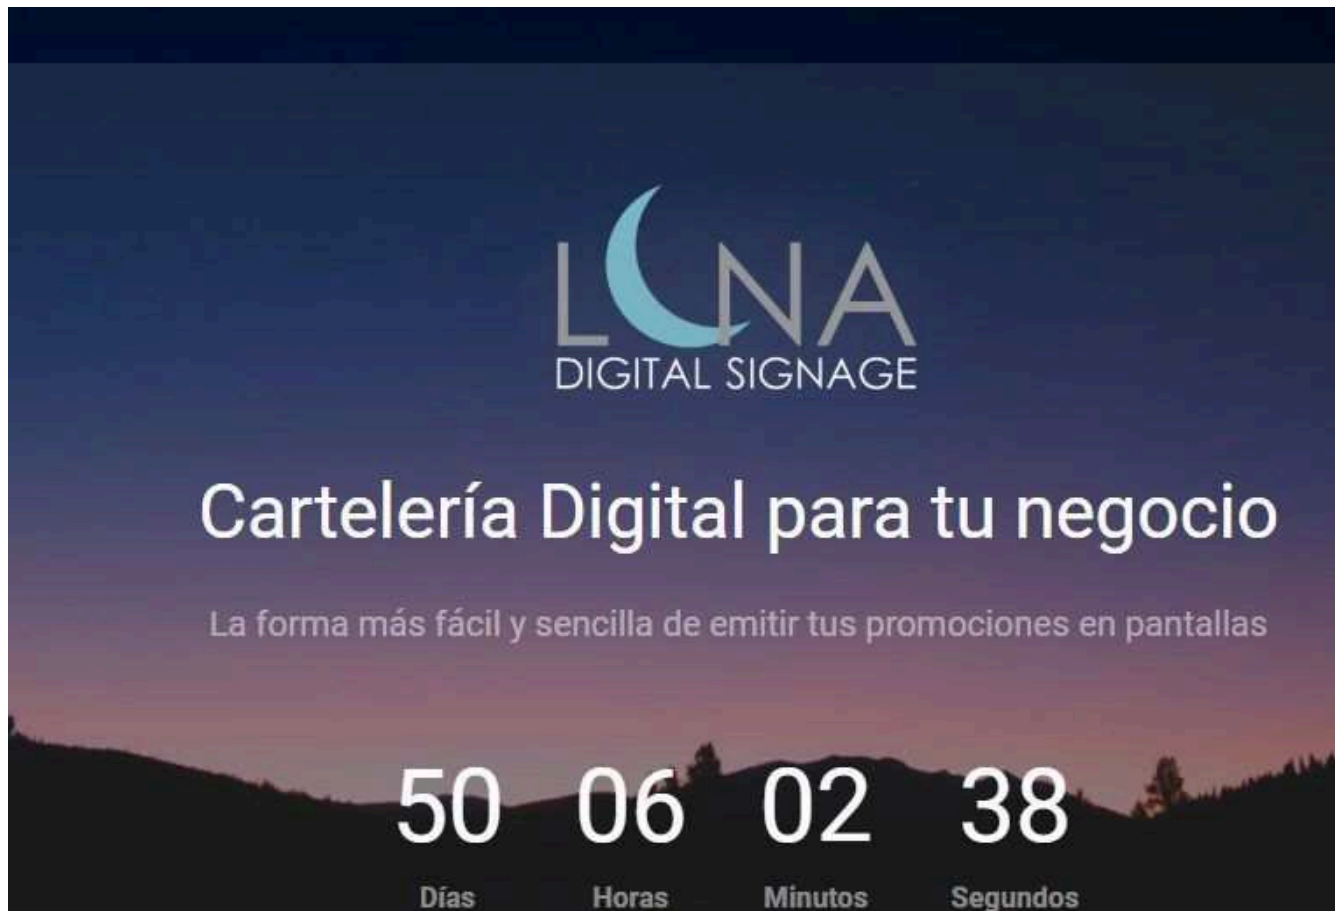 LUNA
DIGITAL SIGNAGE
Cartelería Digital para tu negocio
La forma más fácil y sencilla de emitir tus promociones en pantallas
50 06 02 38
Días Horas Minutos Segundos